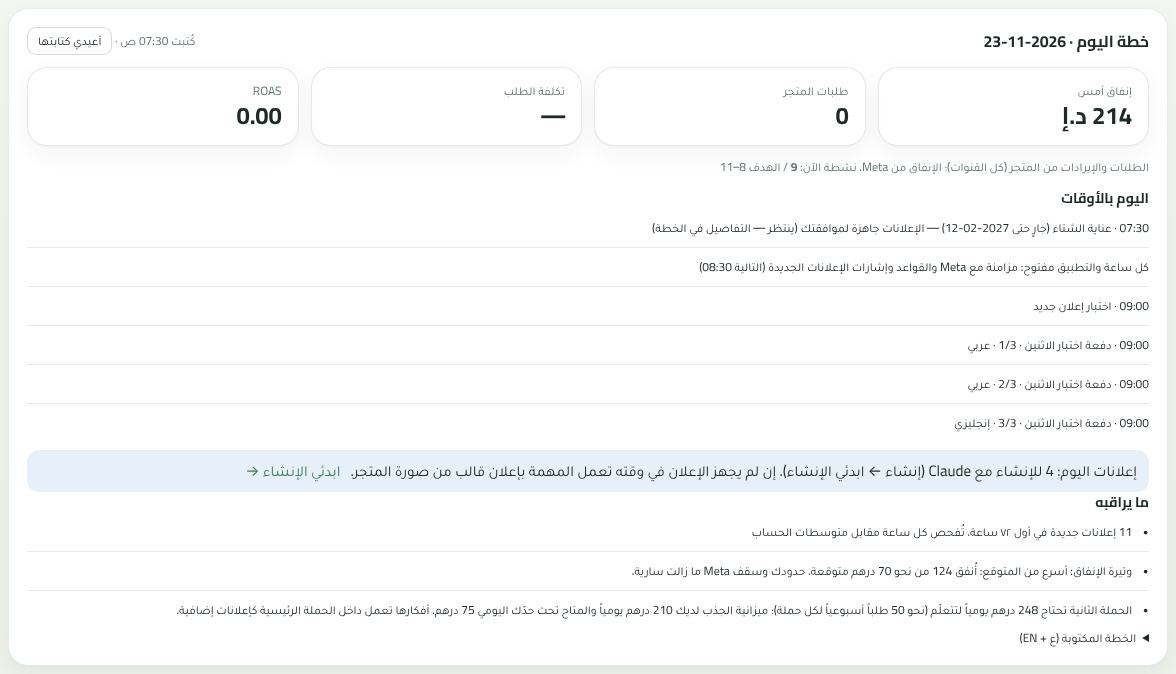 خطة اليوم · 23-11-2026
كُتبت 07:30 ص · أعيدي كتابتها
إنفاق أمس
214 د.إ
طلبات المتجر
0
تكلفة الطلب
—
ROAS
0.00
الطلبات والإيرادات من المتجر (كل القنوات)؛ الإنفاق من Meta. نشطة الآن: 9 / الهدف 8–11
اليوم بالأوقات
07:30 · عناية الشتاء (جارٍ حتى 2027-02-12) — الإعلانات جاهزة لموافقتك (ينتظر — التفاصيل في الخطة)
كل ساعة والتطبيق مفتوح: مزامنة مع Meta والقواعد وإشارات الإعلانات الجديدة (التالية 08:30)
09:00 · اختبار إعلان جديد
09:00 · دفعة اختبار الاثنين · 1/3 · عربي
09:00 · دفعة اختبار الاثنين · 2/3 · عربي
09:00 · دفعة اختبار الاثنين · 3/3 · إنجليزي
إعلانات اليوم: 4 للإنشاء مع Claude (إنشاء ← ابدئي الإنشاء). إن لم يجهز الإعلان في وقته تعمل المهمة بإعلان قالب من صورة المتجر. ابدئي الإنشاء →
ما يراقبه
• 11 إعلانات جديدة في أول ٧٢ ساعة. تُفحص كل ساعة مقابل متوسطات الحساب
• وتيرة الإنفاق: أسرع من المتوقع: أُنفق 124 من نحو 70 درهم متوقعة. حدودك وسقف Meta ما زالت سارية.
• الحملة الثانية تحتاج 248 درهم يومياً لتتعلّم (نحو 50 طلباً أسبوعياً لكل حملة)؛ ميزانية الجذب لديك 210 درهم يومياً والمتاح تحت حدّك اليومي 75 درهم. أفكارها تعمل داخل الحملة الرئيسية كإعلانات إضافية.
◀ الخطة المكتوبة (ع + EN)